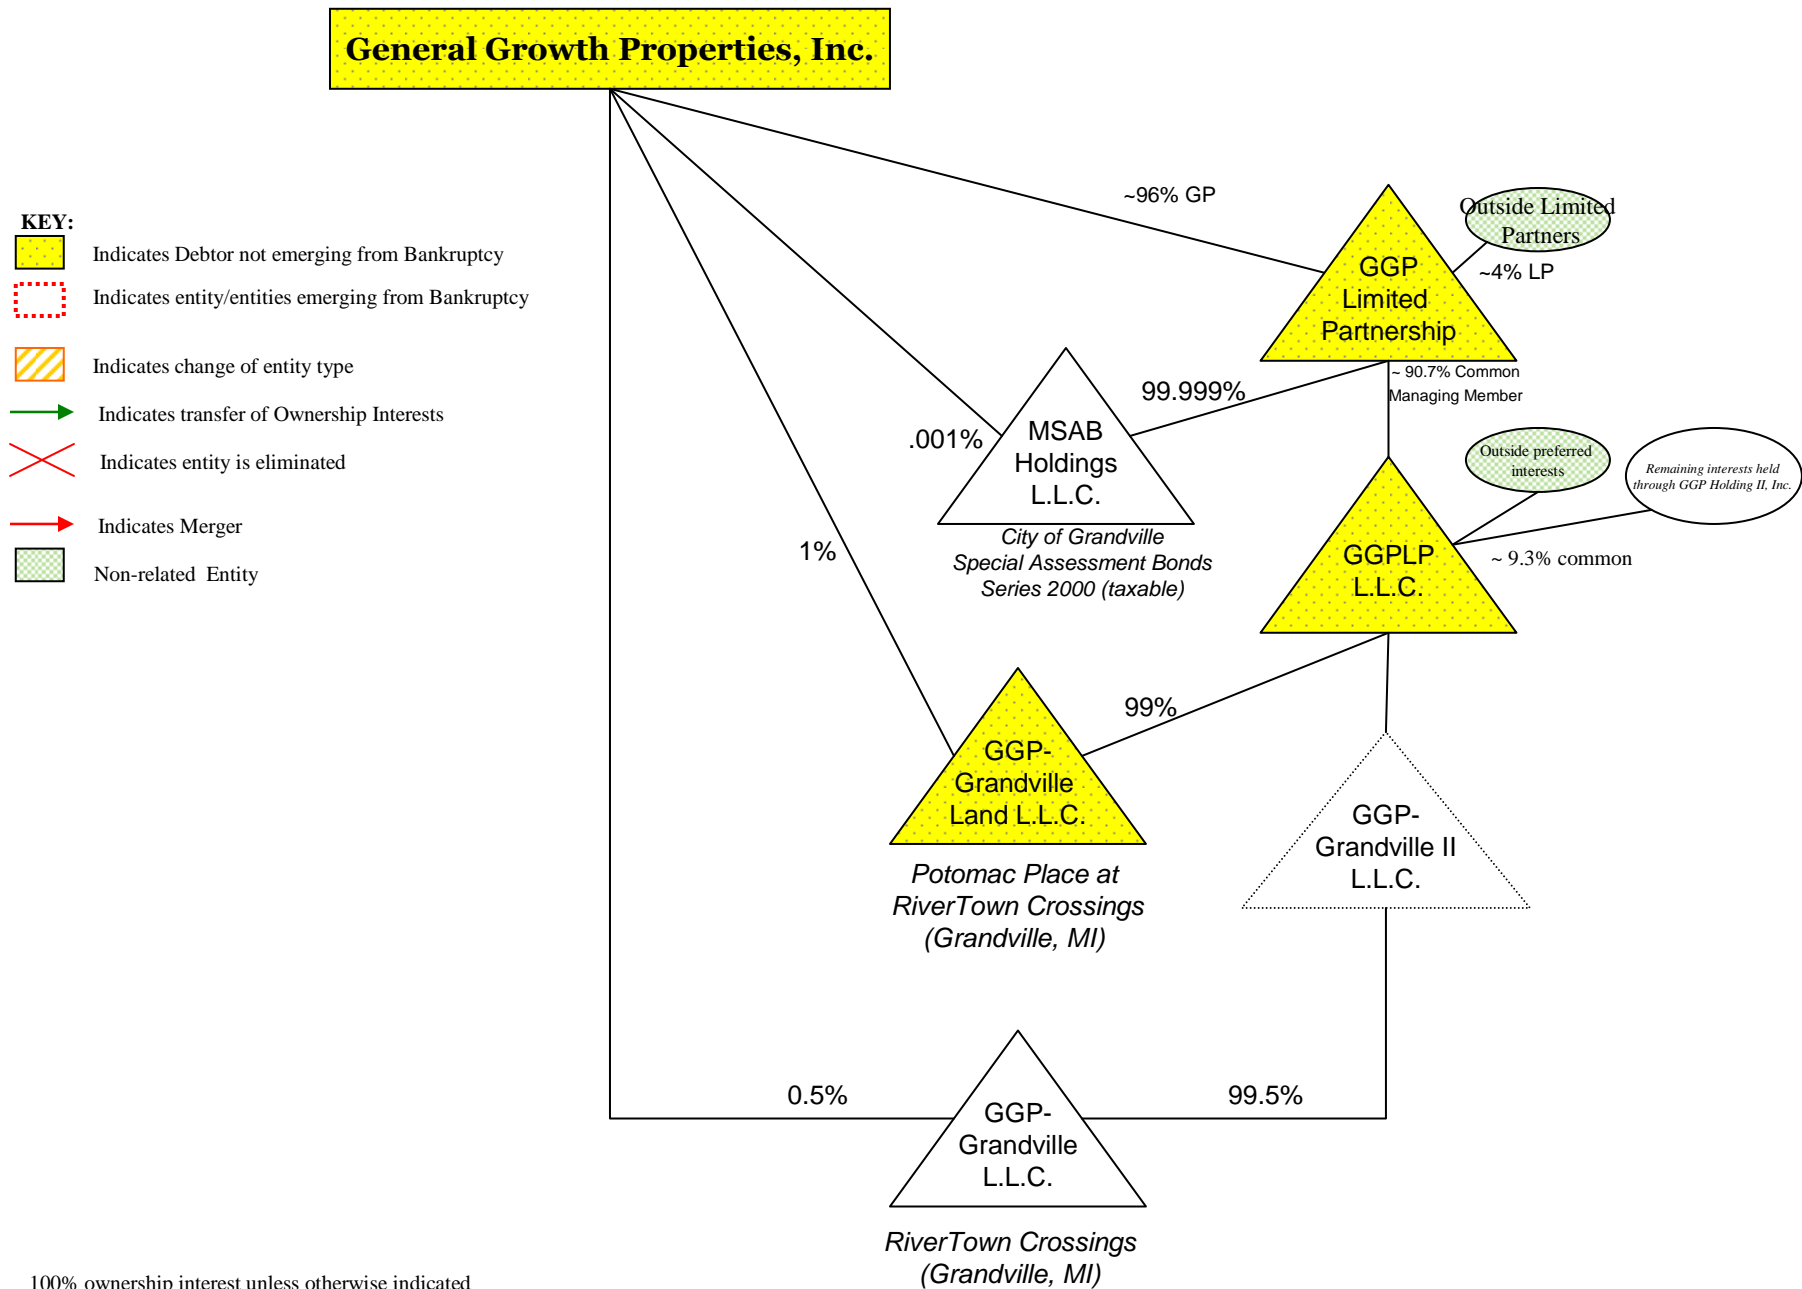 General Growth Properties, Inc.
KEY:
Indicates Debtor not emerging from Bankruptcy
Indicates entity/entities emerging from Bankruptcy
Indicates change of entity type
Indicates transfer of Ownership Interests
Indicates entity is eliminated
Indicates Merger
Non-related Entity
~96% GP
Outside Limited
Partners
~4% LP
GGP
Limited
Partnership
~ 90.7% Common
Managing Member
99.999%
.001%
MSAB
Holdings
L.L.C.
City of Grandville
Special Assessment Bonds
Series 2000 (taxable)
Outside preferred
interests
Remaining interests held
through GGP Holding II, Inc.
~ 9.3% common
GGPLP
L.L.C.
1%
99%
GGP-
Grandville
Land L.L.C.
Potomac Place at
RiverTown Crossings
(Grandville, MI)
GGP-
Grandville II
L.L.C.
0.5%
99.5%
GGP-
Grandville
L.L.C.
RiverTown Crossings
(Grandville, MI)
100% ownership interest unless otherwise indicated